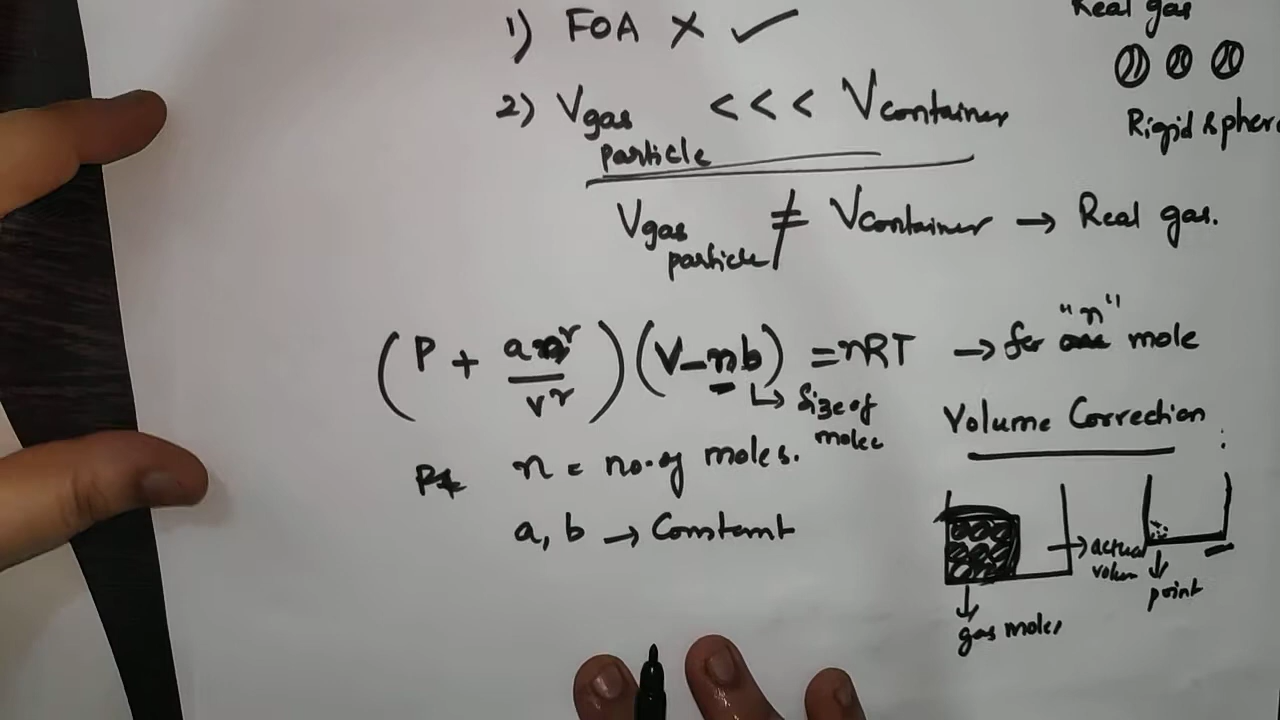 Real gas
1) FOA × ✓
2) Vgas particle <<< Vcontainer
Rigid sphere
Vgas particle ≠ Vcontainer → Real gas.
(P + an²/v²)(V-nb) = nRT → for "n" mole
↳ Size of molec
Volume Correction :
n = no. of moles.
a, b → Constant
→ actual volum
↓ point
↓ gas molec